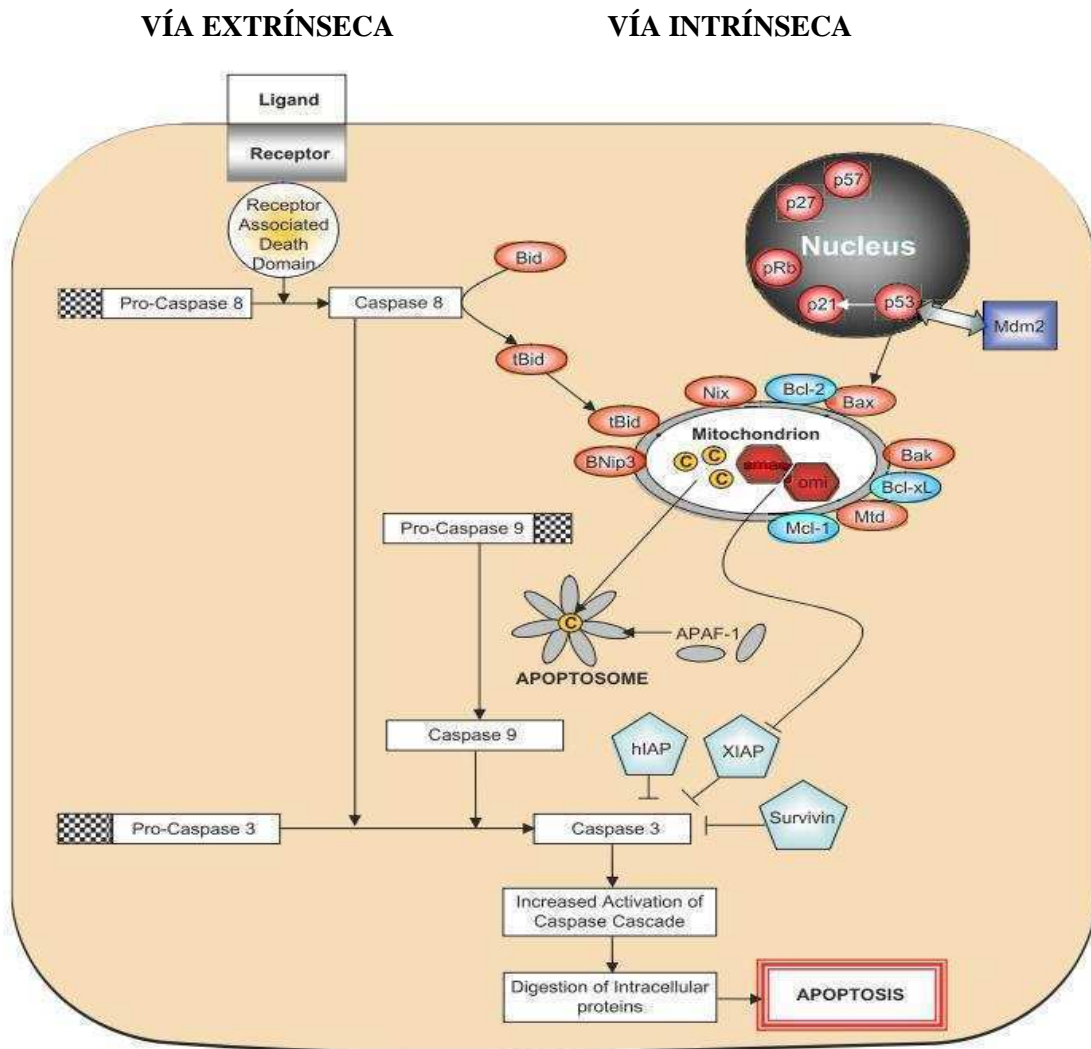 VÍA EXTRÍNSECA
VÍA INTRÍNSECA
Ligand
Receptor
Receptor
Associated
Death
Domain
Pro-Caspase 8
Caspase 8
Bid
tBid
p57
p27
Nucleus
pRb
p21
p53
Mdm2
Nix
Bcl-2
Bax
tBid
Mitochondrion
BNip3
C
C
C
smac
omi
Bak
Bcl-xL
Mtd
Mcl-1
Pro-Caspase 9
C
APAF-1
APOPTOSOME
Caspase 9
hIAP
XIAP
Survivin
Pro-Caspase 3
Caspase 3
Increased Activation of
Caspase Cascade
Digestion of Intracellular
proteins
APOPTOSIS